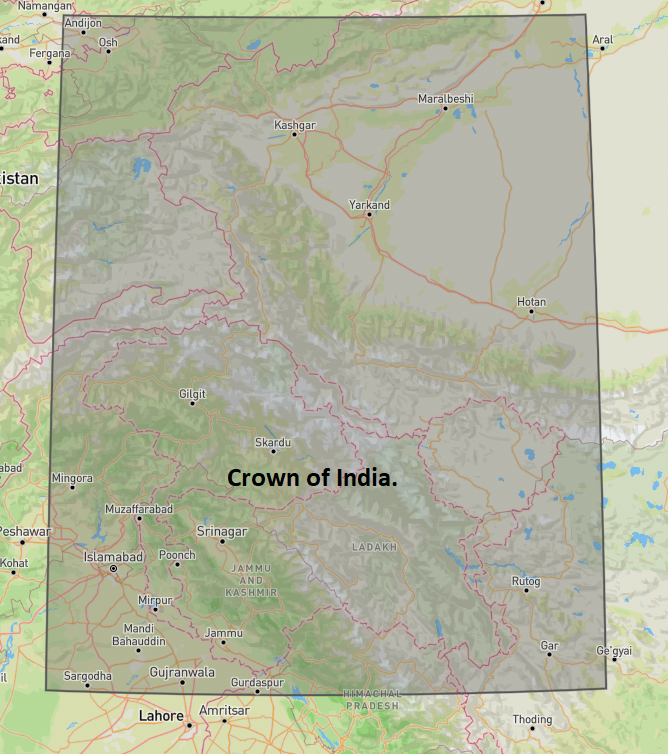 Namangan
Andijon
Osh
Aral
kand
Fergana
Maralbeshi
Kashgar
istan
Yarkand
Hotan
Gilgit
Skardu
abad
Crown of India.
Mingora
Muzaffarabad
Peshawar
Srinagar
LADAKH
Islamabad
Poonch
Kohat
JAMMU
AND
KASHMIR
Rutog
Mirpur
Mandi
Bahauddin
Jammu
Gar
Ge'gyai
il
Sargodha
Gujranwala
Gurdaspur
HIMACHAL
PRADESH
Lahore
Amritsar
Thoding